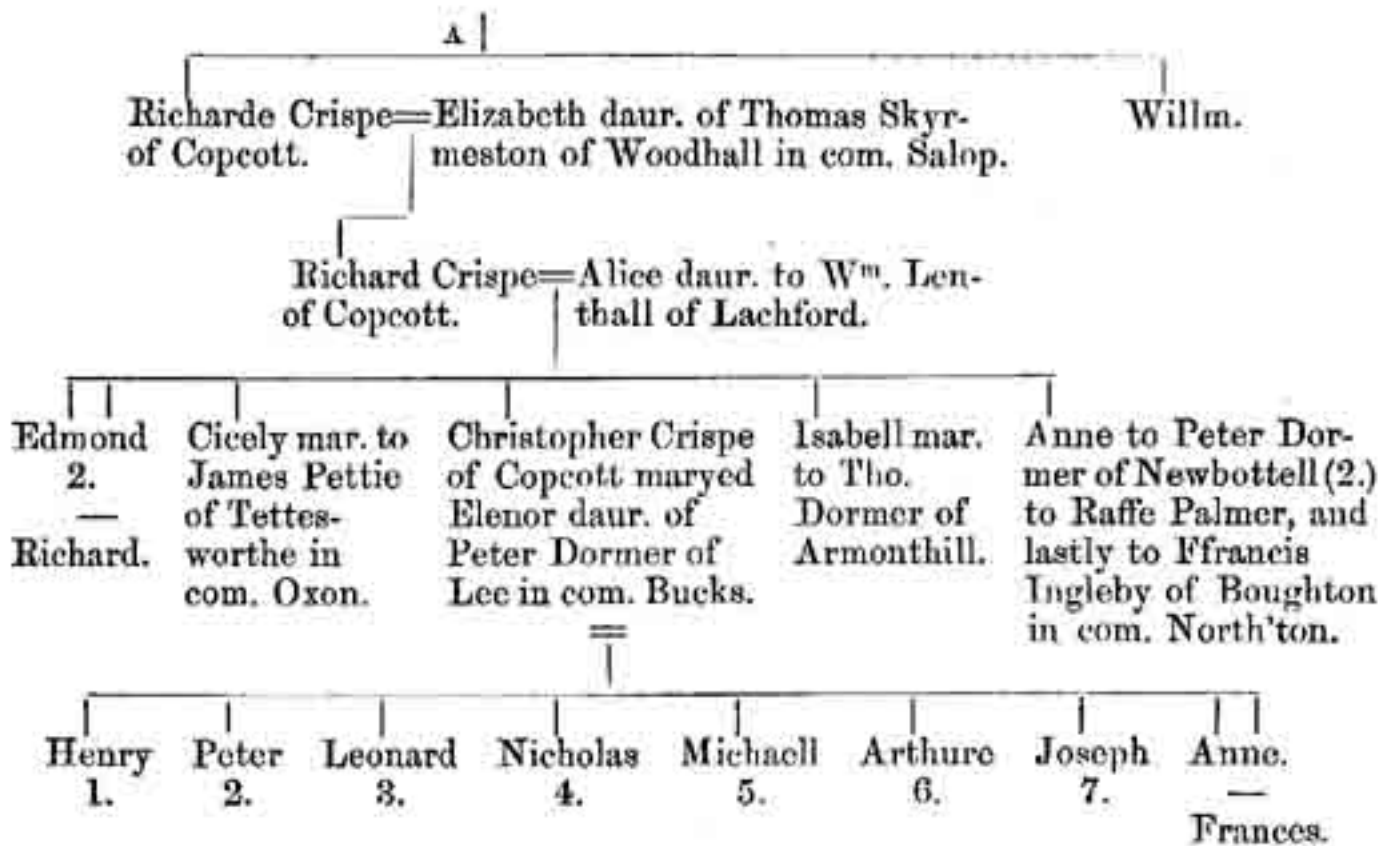 A
Richarde Crispe=Elizabeth daur. of Thomas Skyr-
of Copcott. meston of Woodhall in com. Salop.
Willm.
Richard Crispe=Alice daur. to Wᵐ. Len-
of Copcott. thall of Lachford.
Edmond
2.
—
Richard.
Cicely mar. to
James Pettie
of Tettes-
worthe in
com. Oxon.
Christopher Crispe
of Copcott maryed
Elenor daur. of
Peter Dormer of
Lee in com. Bucks.
=
Isabell mar.
to Tho.
Dormer of
Armonthill.
Anne to Peter Dor-
mer of Newbottell (2.)
to Raffe Palmer, and
lastly to Ffrancis
Ingleby of Boughton
in com. North'ton.
Henry
1.
Peter
2.
Leonard
3.
Nicholas
4.
Michaell
5.
Arthure
6.
Joseph
7.
Anne.
—
Frances.